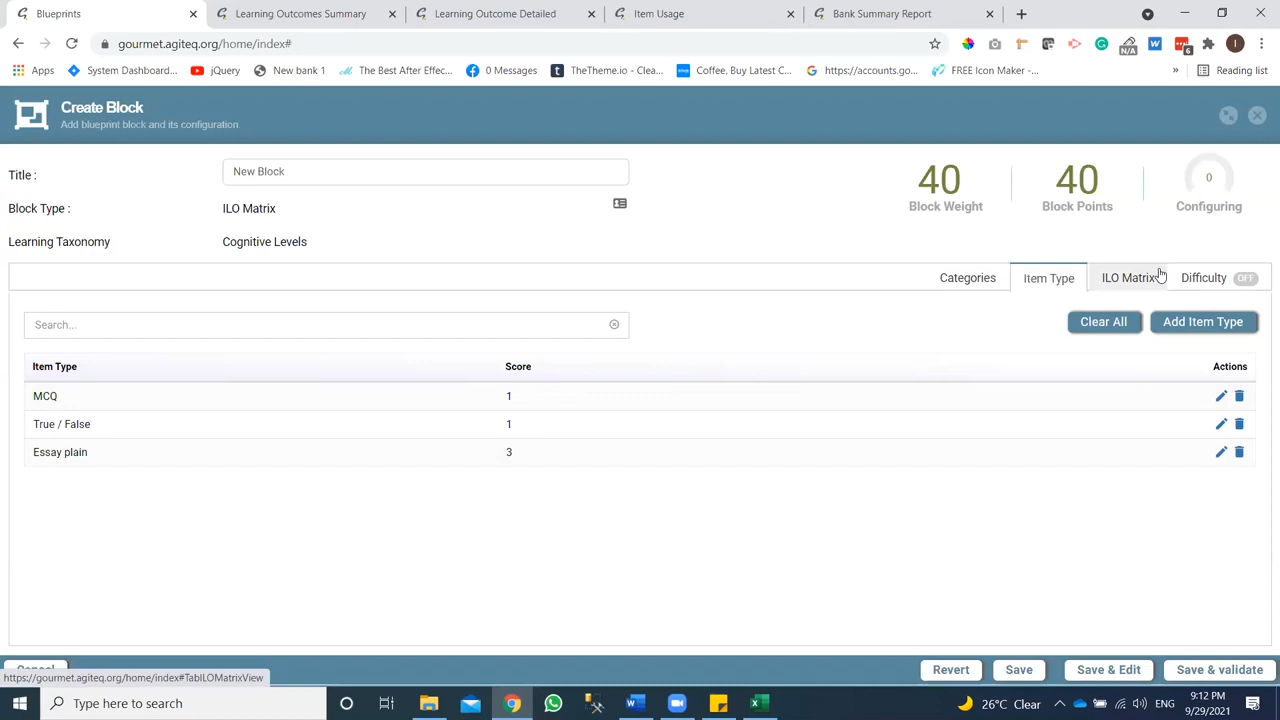 Blueprints
Learning Outcomes Summary
Learning Outcome Detailed
Item Usage
Bank Summary Report
gourmet.agiteq.org/home/index#
Apps
System Dashboard...
jQuery
New bank 1
The Best After Effec...
0 Messages
TheTheme.io - Clea...
Coffee, Buy Latest C...
https://accounts.go...
FREE Icon Maker -...
»
Reading list
N/A
6
I
Create Block
Add blueprint block and its configuration
Title :
New Block
Block Type :
ILO Matrix
Learning Taxonomy
Cognitive Levels
40
Block Weight
40
Block Points
0
Configuring
Categories
Item Type
ILO Matrix
Difficulty
OFF
Search...
Clear All
Add Item Type
Item Type Score Actions
MCQ 1
True / False 1
Essay plain 3
Cancel
Revert
Save
Save & Edit
Save & validate
https://gourmet.agiteq.org/home/index#TabILOMatrixView
Type here to search
26°C Clear
9:12 PM
9/29/2021